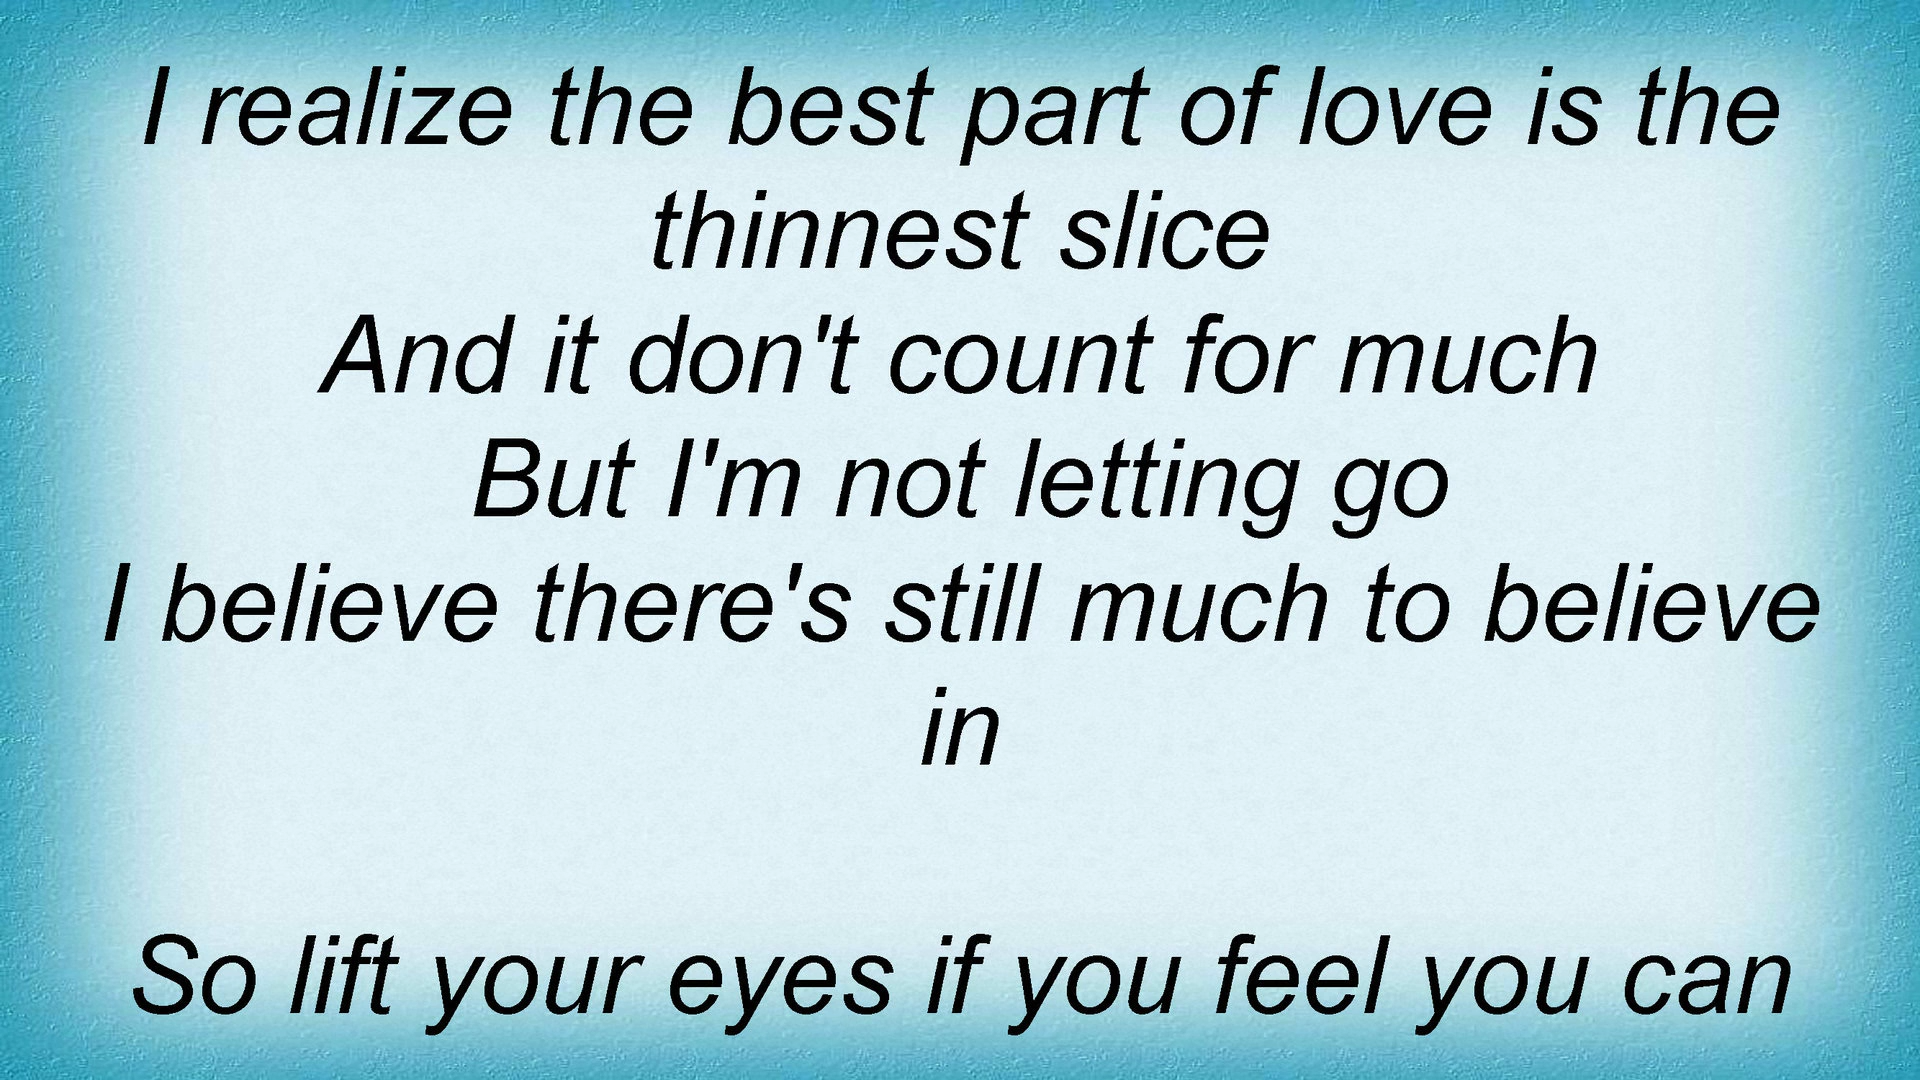 I realize the best part of love is the
thinnest slice
And it don't count for much
But I'm not letting go
I believe there's still much to believe
in
So lift your eyes if you feel you can